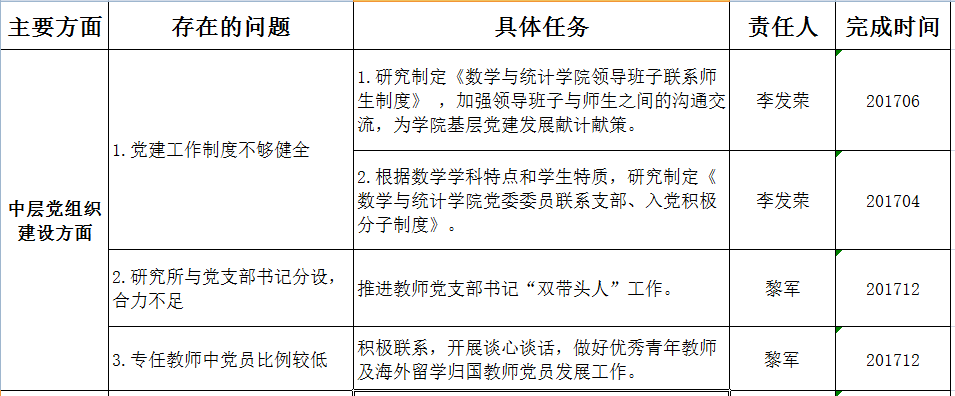 主要方面 存在的问题 具体任务 责任人 完成时间
中层党组织
建设方面
1.党建工作制度不够健全
1.研究制定《数学与统计学院领导班子联系师
生制度》 ，加强领导班子与师生之间的沟通交
流，为学院基层党建发展献计献策。
李发荣
201706
2.根据数学学科特点和学生特质，研究制定《
数学与统计学院党委委员联系支部、入党积极
分子制度》。
李发荣
201704
2.研究所与党支部书记分设，
合力不足
推进教师党支部书记“双带头人”工作。
黎军
201712
3.专任教师中党员比例较低
积极联系，开展谈心谈话，做好优秀青年教师
及海外留学归国教师党员发展工作。
黎军
201712